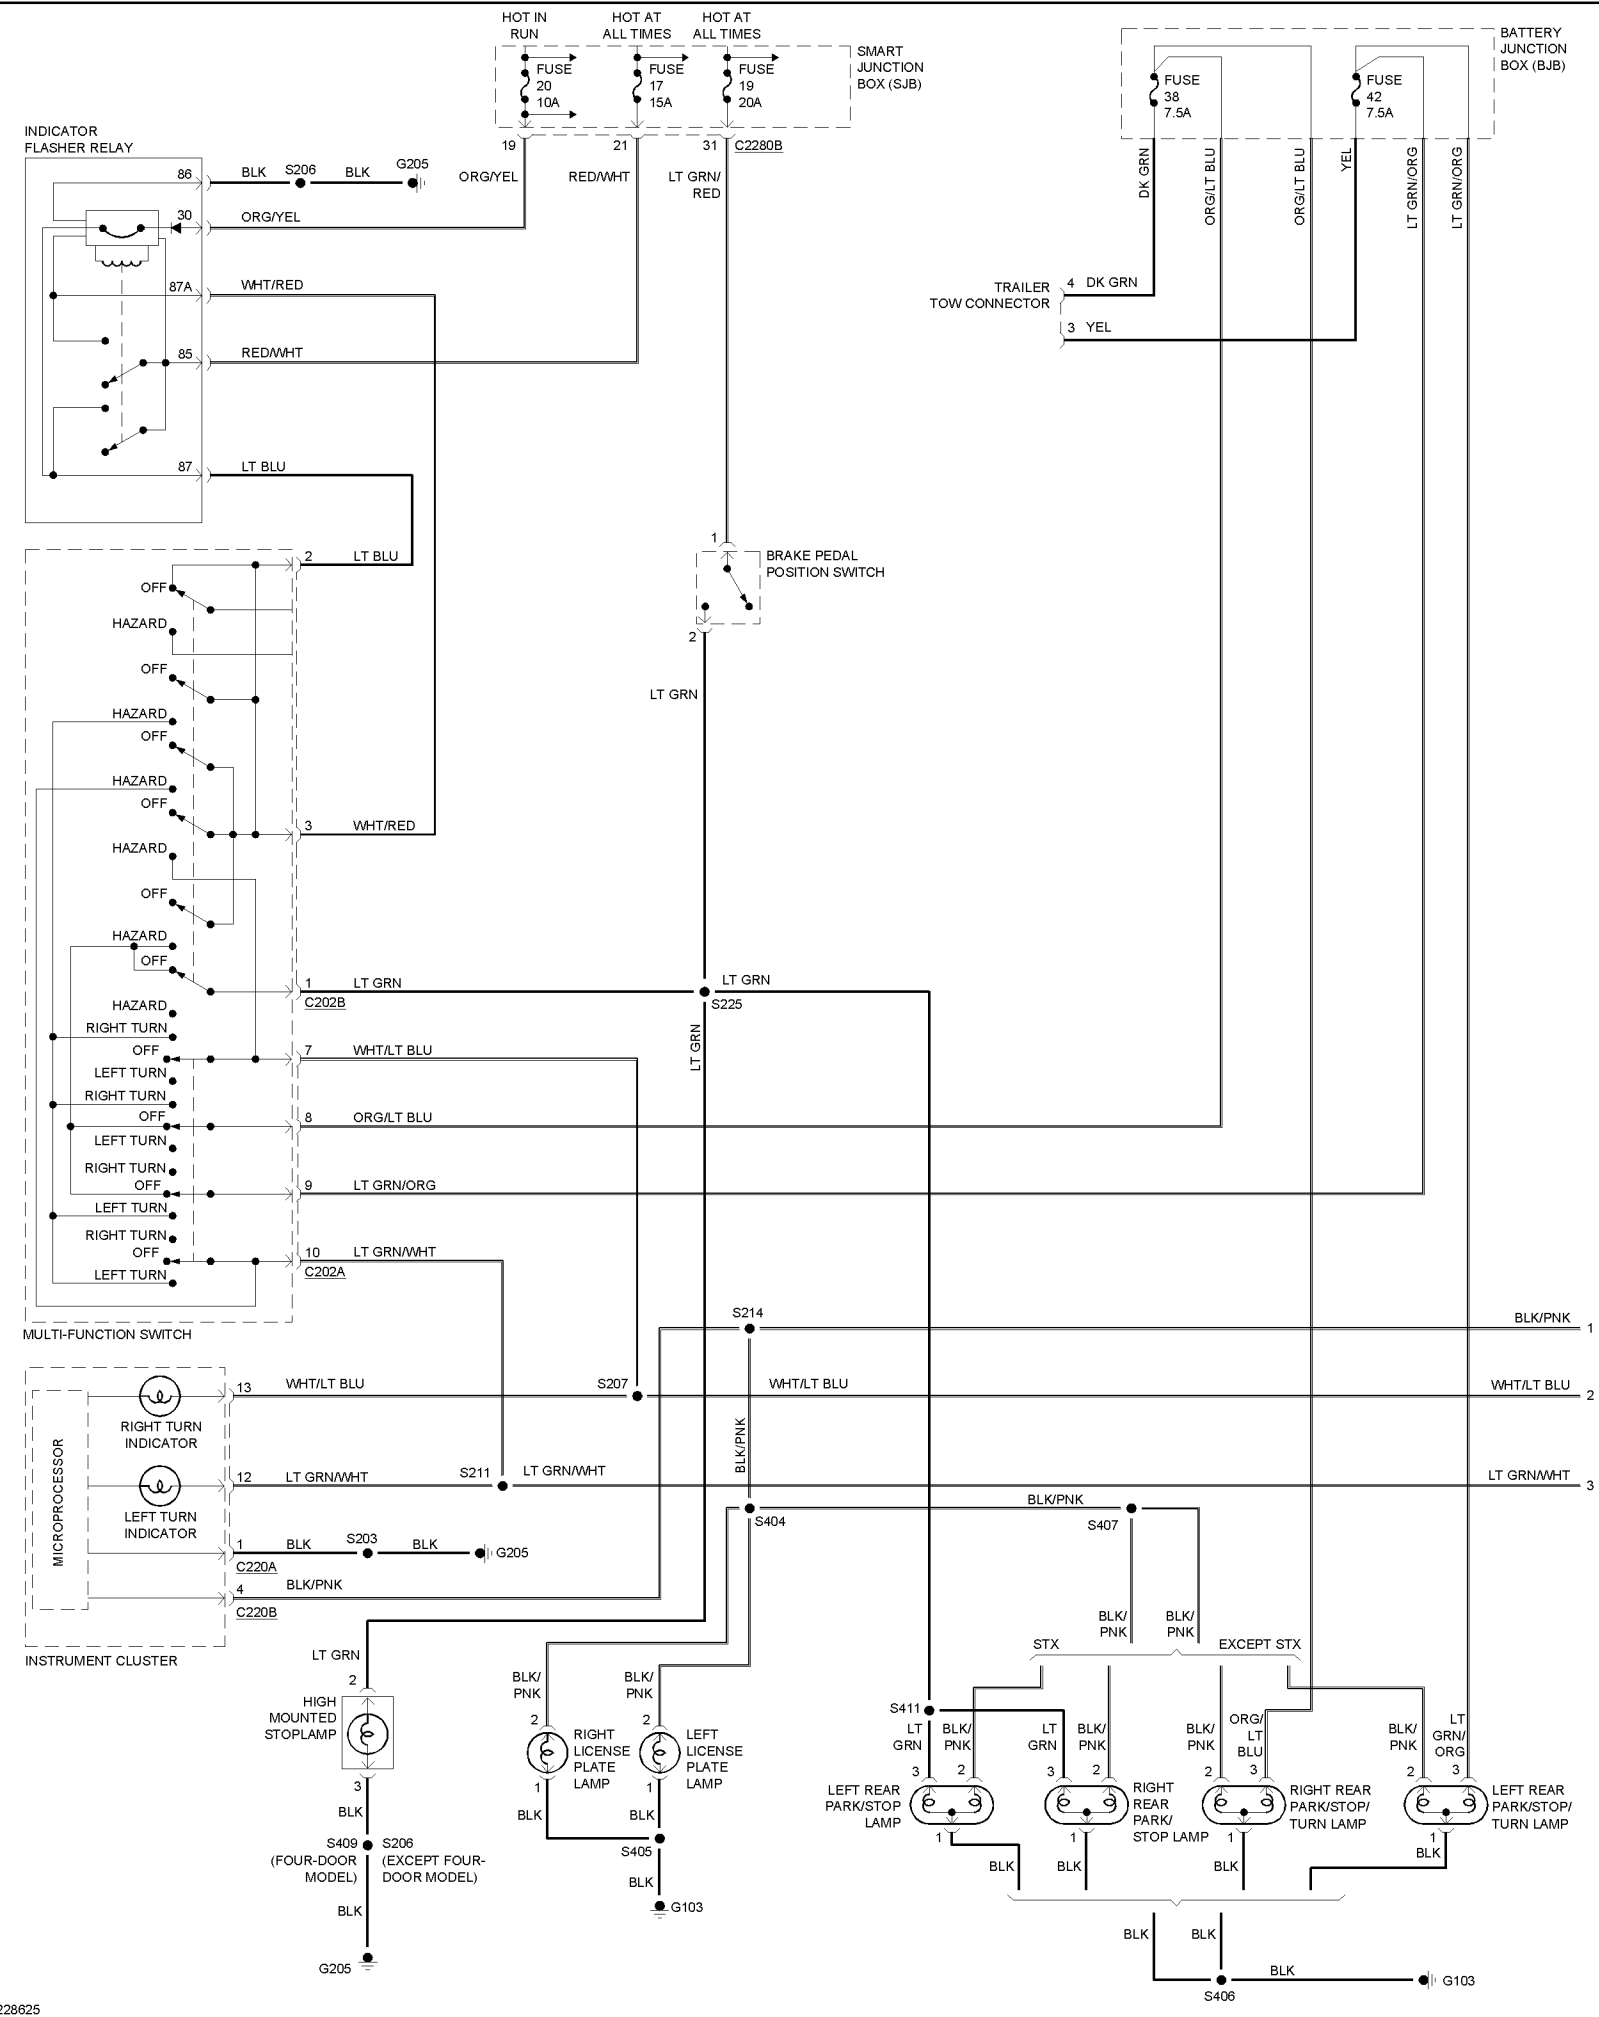 HOT IN
RUN
HOT AT
ALL TIMES
HOT AT
ALL TIMES
FUSE
20
10A
FUSE
17
15A
FUSE
19
20A
SMART
JUNCTION
BOX (SJB)
BATTERY
JUNCTION
BOX (BJB)
FUSE
38
7.5A
FUSE
42
7.5A
19
21
31
C2280B
ORG/YEL
RED/WHT
LT GRN/
RED
DK GRN
ORG/LT BLU
ORG/LT BLU
YEL
LT GRN/ORG
LT GRN/ORG
INDICATOR
FLASHER RELAY
86
BLK
S206
BLK
G205
30
ORG/YEL
87A
WHT/RED
85
RED/WHT
87
LT BLU
TRAILER
TOW CONNECTOR
4
DK GRN
3
YEL
1
BRAKE PEDAL
POSITION SWITCH
2
LT GRN
2
LT BLU
OFF
HAZARD
OFF
HAZARD
OFF
HAZARD
OFF
3
WHT/RED
HAZARD
OFF
HAZARD
OFF
1
LT GRN
C202B
LT GRN
S225
LT GRN
HAZARD
RIGHT TURN
OFF
7
WHT/LT BLU
LEFT TURN
RIGHT TURN
OFF
8
ORG/LT BLU
LEFT TURN
RIGHT TURN
OFF
9
LT GRN/ORG
LEFT TURN
RIGHT TURN
OFF
10
LT GRN/WHT
C202A
LEFT TURN
MULTI-FUNCTION SWITCH
S214
BLK/PNK
1
13
WHT/LT BLU
S207
WHT/LT BLU
WHT/LT BLU
2
RIGHT TURN
INDICATOR
MICROPROCESSOR
BLK/PNK
12
LT GRN/WHT
S211
LT GRN/WHT
LT GRN/WHT
3
LEFT TURN
INDICATOR
S404
BLK/PNK
S407
1
BLK
S203
BLK
G205
C220A
4
BLK/PNK
C220B
INSTRUMENT CLUSTER
BLK/
PNK
BLK/
PNK
STX
EXCEPT STX
LT GRN
2
HIGH
MOUNTED
STOPLAMP
3
BLK
S409
(FOUR-DOOR
MODEL)
S206
(EXCEPT FOUR-
DOOR MODEL)
BLK
G205
BLK/
PNK
2
RIGHT
LICENSE
PLATE
LAMP
1
BLK
BLK/
PNK
2
LEFT
LICENSE
PLATE
LAMP
1
BLK
S405
BLK
G103
S411
LT
GRN
3
BLK/
PNK
2
LEFT REAR
PARK/STOP
LAMP
1
BLK
LT
GRN
3
BLK/
PNK
2
RIGHT
REAR
PARK/
STOP LAMP
1
BLK
BLK/
PNK
2
ORG/
LT
BLU
3
RIGHT REAR
PARK/STOP/
TURN LAMP
1
BLK
BLK/
PNK
2
LT
GRN/
ORG
3
LEFT REAR
PARK/STOP/
TURN LAMP
1
BLK
BLK
BLK
BLK
G103
S406
228625